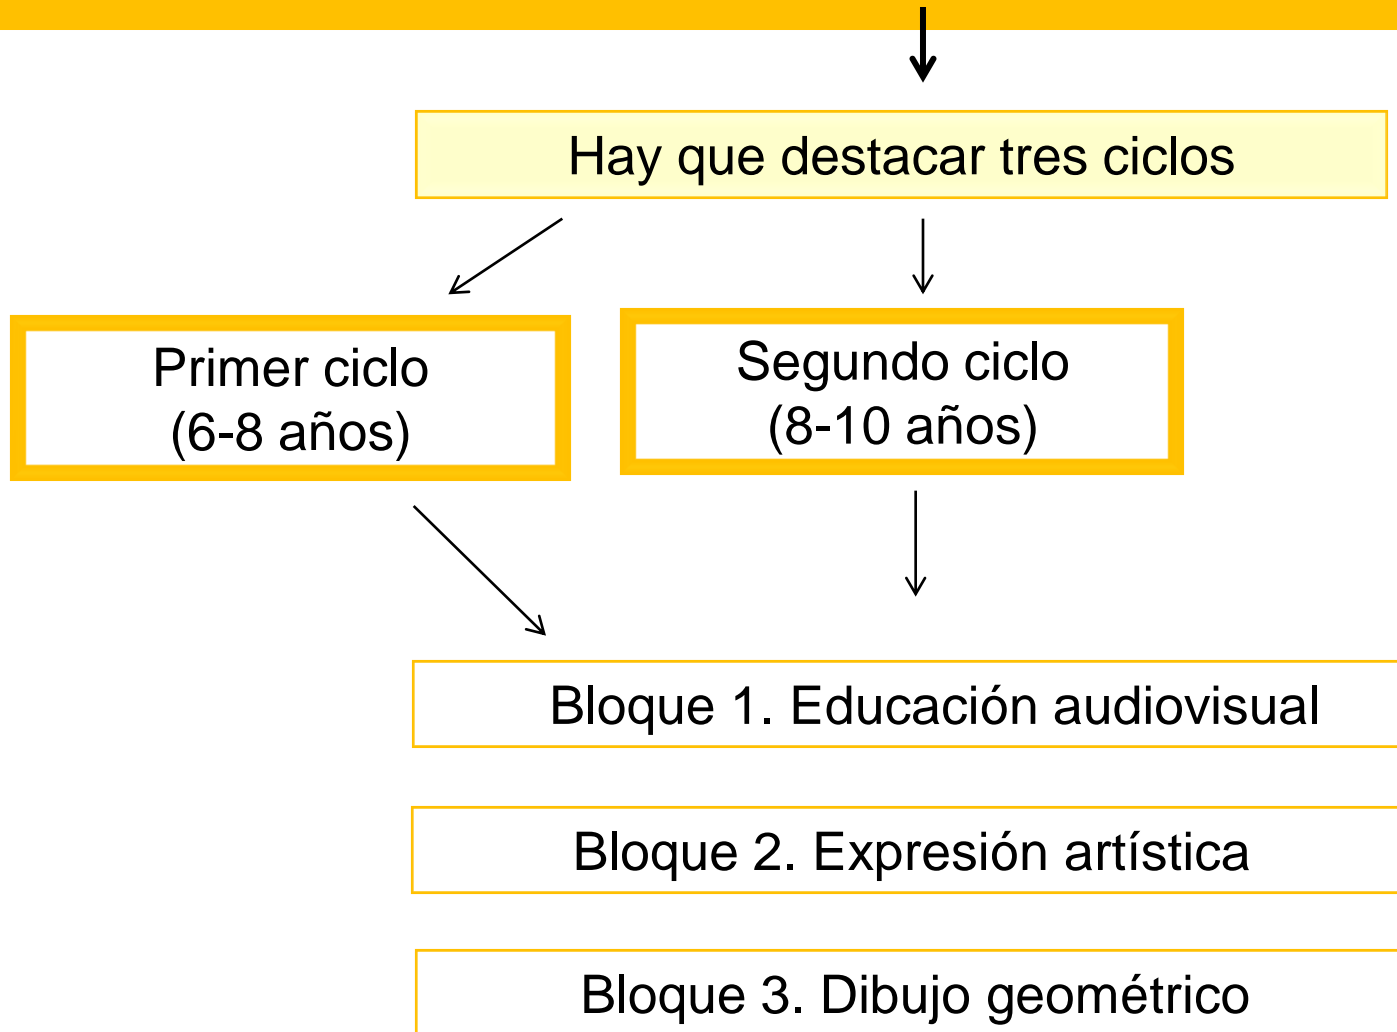 Hay que destacar tres ciclos
Primer ciclo
(6-8 años)
Segundo ciclo
(8-10 años)
Bloque 1. Educación audiovisual
Bloque 2. Expresión artística
Bloque 3. Dibujo geométrico